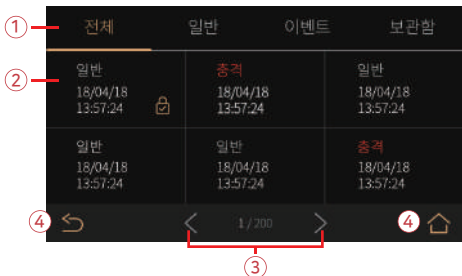 ① 전체 일반 이벤트 보관함
② 일반 충격 일반
18/04/18 18/04/18 18/04/18
13:57:24 13:57:24 13:57:24
일반 일반 충격
18/04/18 18/04/18 18/04/18
13:57:24 13:57:24 13:57:24
④ 1 / 200 ④
③